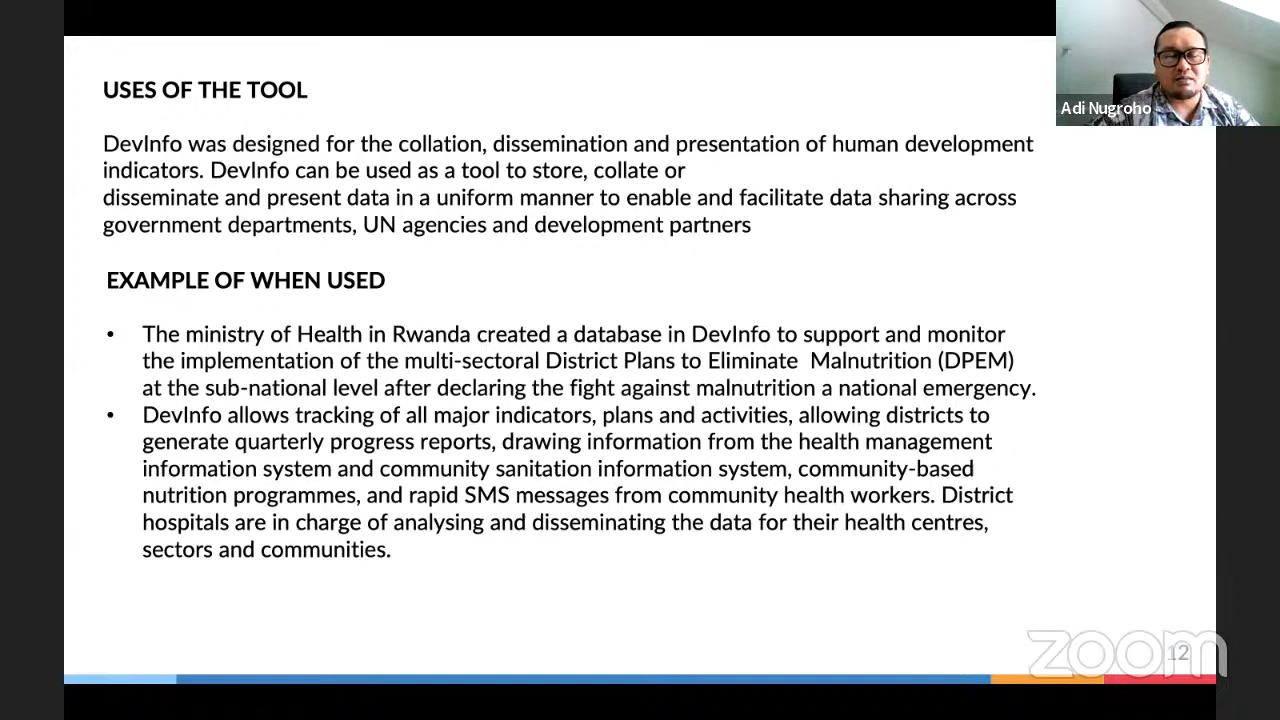 USES OF THE TOOL
DevInfo was designed for the collation, dissemination and presentation of human development
indicators. DevInfo can be used as a tool to store, collate or
disseminate and present data in a uniform manner to enable and facilitate data sharing across
government departments, UN agencies and development partners
EXAMPLE OF WHEN USED
• The ministry of Health in Rwanda created a database in DevInfo to support and monitor
the implementation of the multi-sectoral District Plans to Eliminate  Malnutrition (DPEM)
at the sub-national level after declaring the fight against malnutrition a national emergency.
• DevInfo allows tracking of all major indicators, plans and activities, allowing districts to
generate quarterly progress reports, drawing information from the health management
information system and community sanitation information system, community-based
nutrition programmes, and rapid SMS messages from community health workers. District
hospitals are in charge of analysing and disseminating the data for their health centres,
sectors and communities.
Adi Nugroho
zoom
12